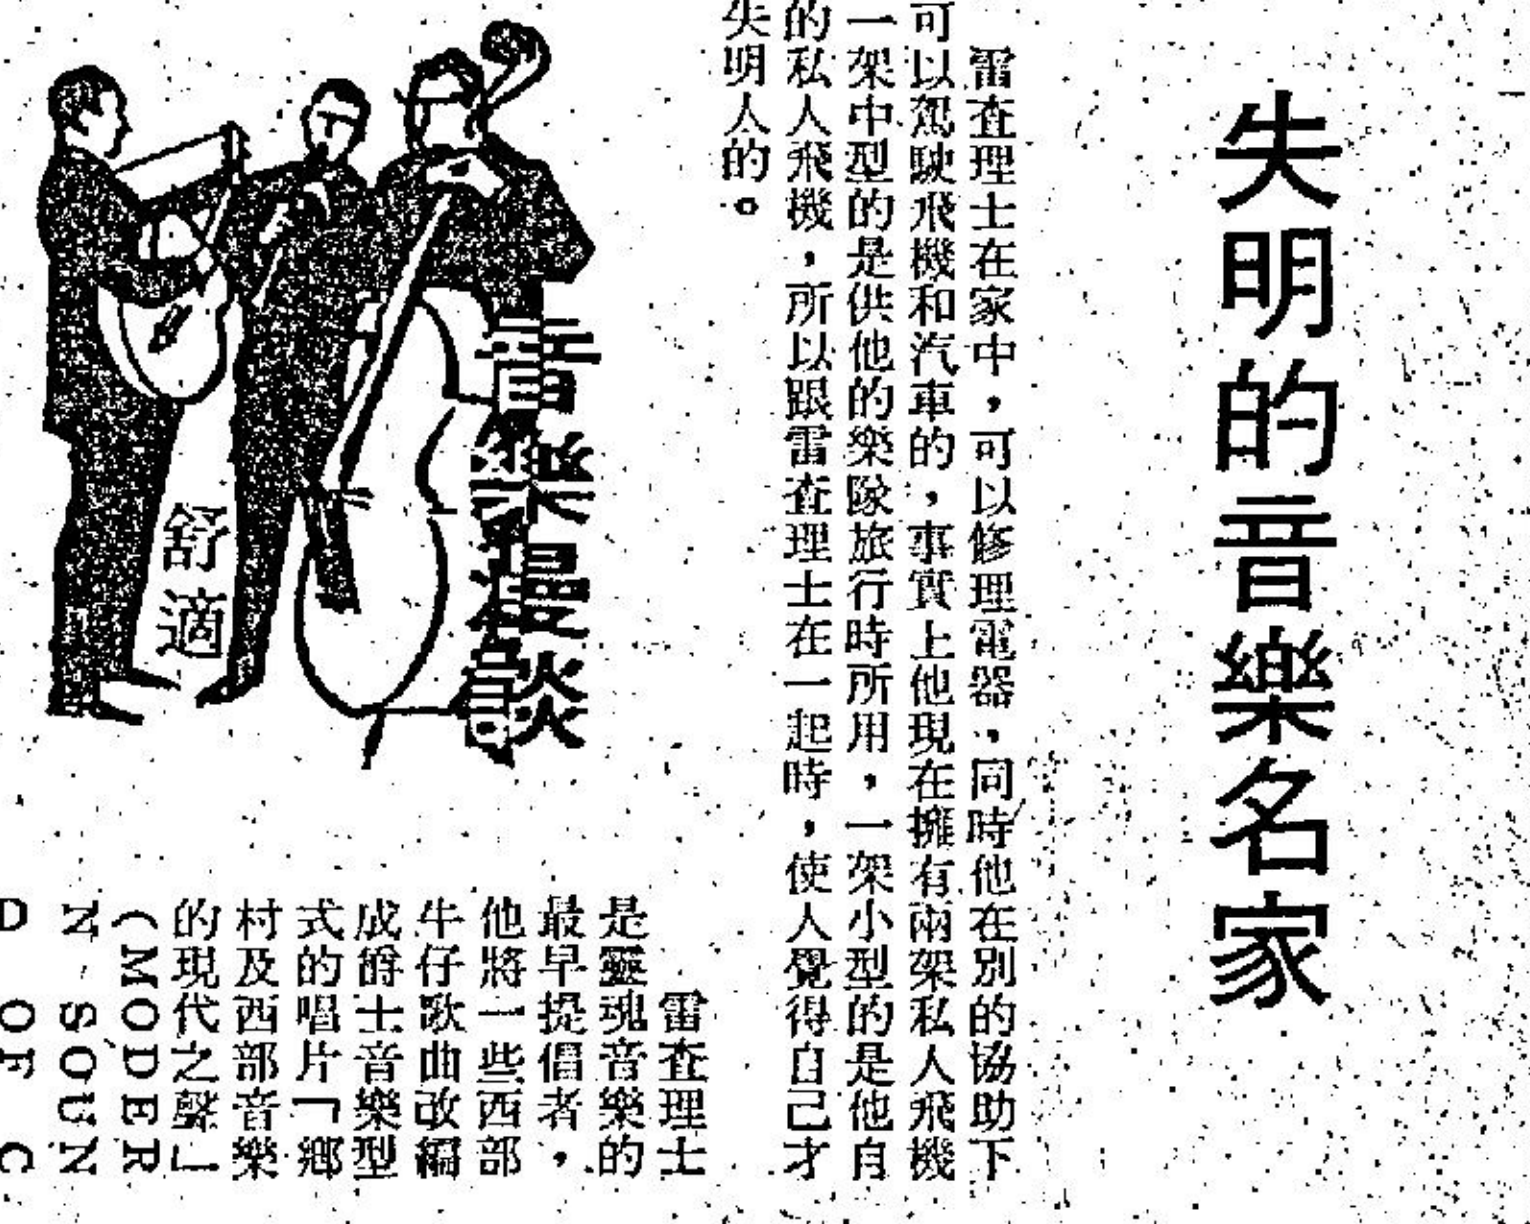 失明的音樂名家
雷查理士在家中，可以修理電器，同時他在別的協助下
可以駕駛飛機和汽車的，事實上他現在擁有兩架私人飛機
一架中型的是供他的樂隊旅行時所用，一架小型的是他自
的私人飛機，所以跟雷查理士在一起時，使人覺得自己才
失明人的。
音樂漫談
舒適
雷查理士
是靈魂音樂的
最早提倡者，
他將一些西部
牛仔歌曲改編
成爵士音樂型
式的唱片「鄉
村及西部音樂
的現代之聲」
（MODER
N SOUN
D OF C